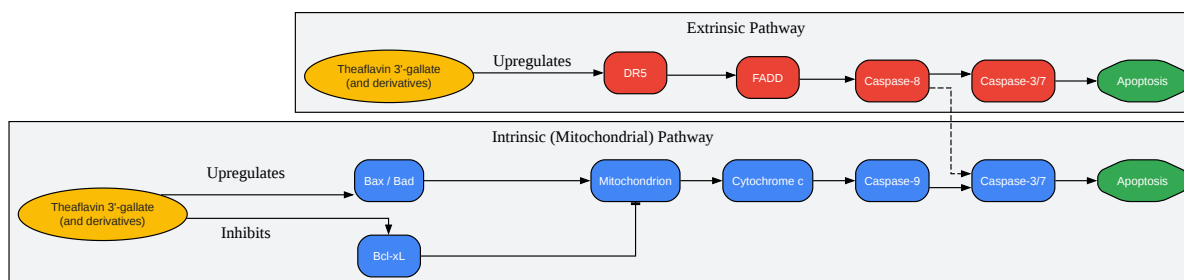 Extrinsic Pathway
Theaflavin 3'-gallate
(and derivatives)
Upregulates
DR5
FADD
Caspase-8
Caspase-3/7
Apoptosis
Intrinsic (Mitochondrial) Pathway
Theaflavin 3'-gallate
(and derivatives)
Upregulates
Inhibits
Bax / Bad
Bcl-xL
Mitochondrion
Cytochrome c
Caspase-9
Caspase-3/7
Apoptosis